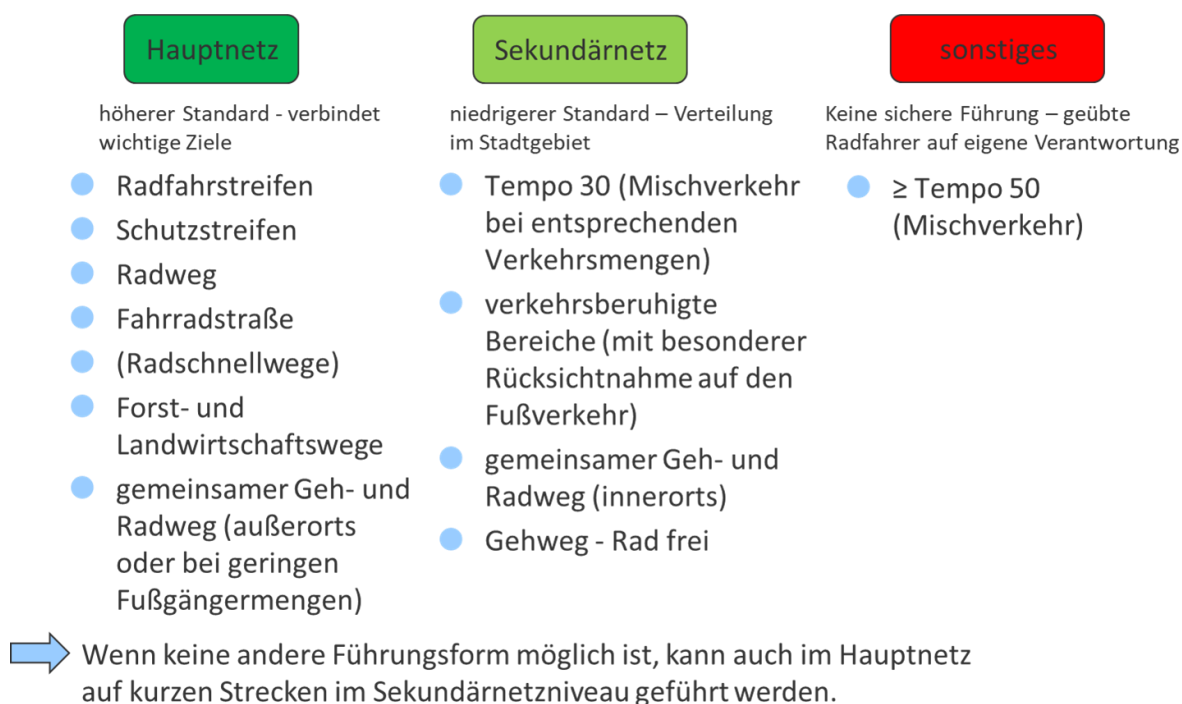 Hauptnetz
höherer Standard - verbindet
wichtige Ziele
Radfahrstreifen
Schutzstreifen
Radweg
Fahrradstraße
(Radschnellwege)
Forst- und
Landwirtschaftswege
gemeinsamer Geh- und
Radweg (außerorts
oder bei geringen
Fußgängermengen)
Sekundärnetz
niedrigerer Standard – Verteilung
im Stadtgebiet
Tempo 30 (Mischverkehr
bei entsprechenden
Verkehrsmengen)
verkehrsberuhigte
Bereiche (mit besonderer
Rücksichtnahme auf den
Fußverkehr)
gemeinsamer Geh- und
Radweg (innerorts)
Gehweg - Rad frei
sonstiges
Keine sichere Führung – geübte
Radfahrer auf eigene Verantwortung
≥ Tempo 50
(Mischverkehr)
Wenn keine andere Führungsform möglich ist, kann auch im Hauptnetz
auf kurzen Strecken im Sekundärnetzniveau geführt werden.